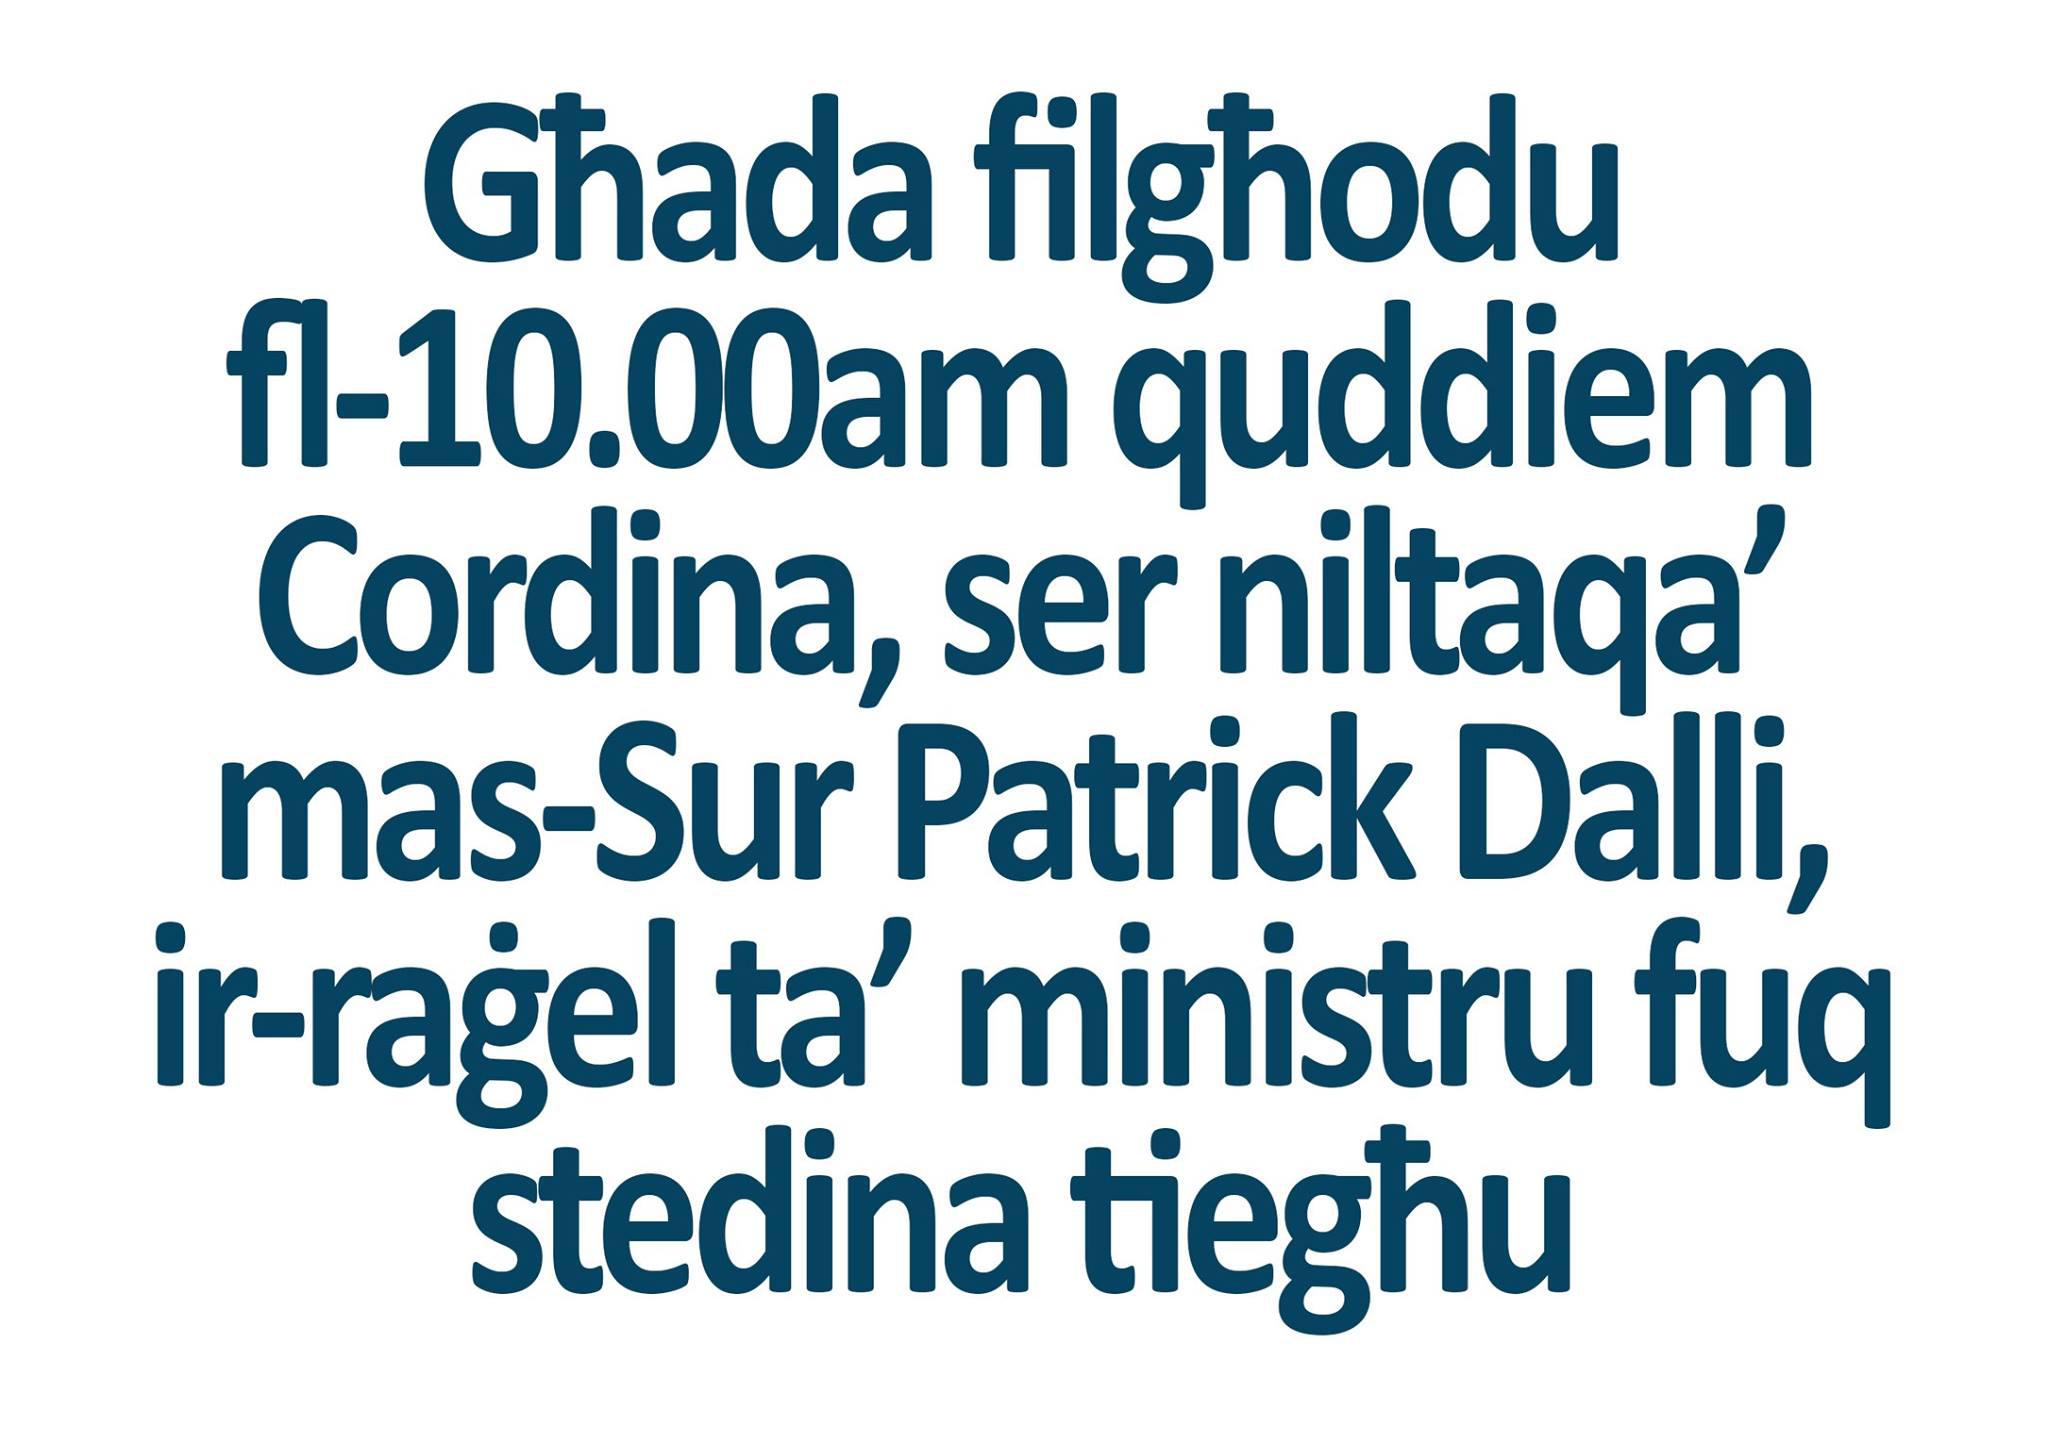 Għada filgħodu
fl-10.00am quddiem
Cordina, ser niltaqa’
mas-Sur Patrick Dalli,
ir-raġel ta’ ministru fuq
stedina tiegħu